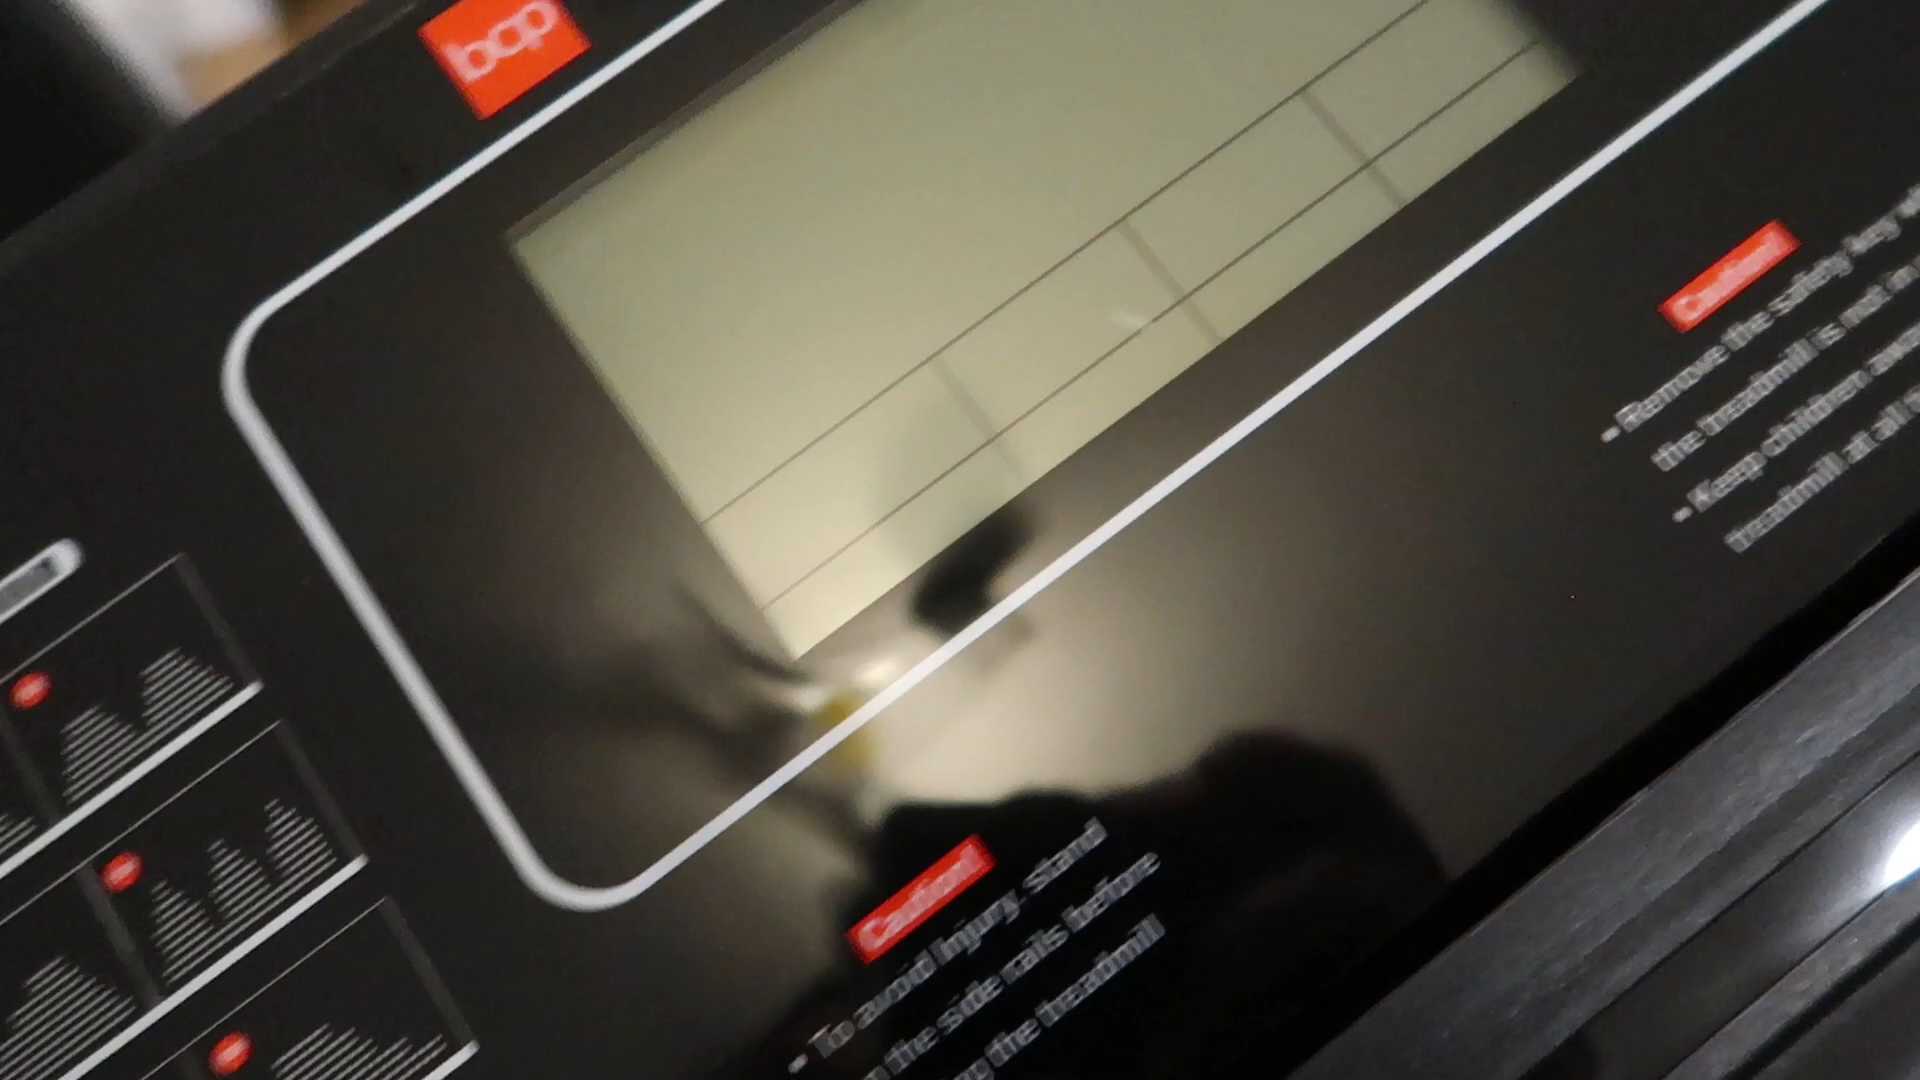 bcp
Caution!
- Remove the safety key
the treadmill is not in
- Keep children
treadmill at all
Caution!
- To avoid injury, stand
the side rails before
the treadmill